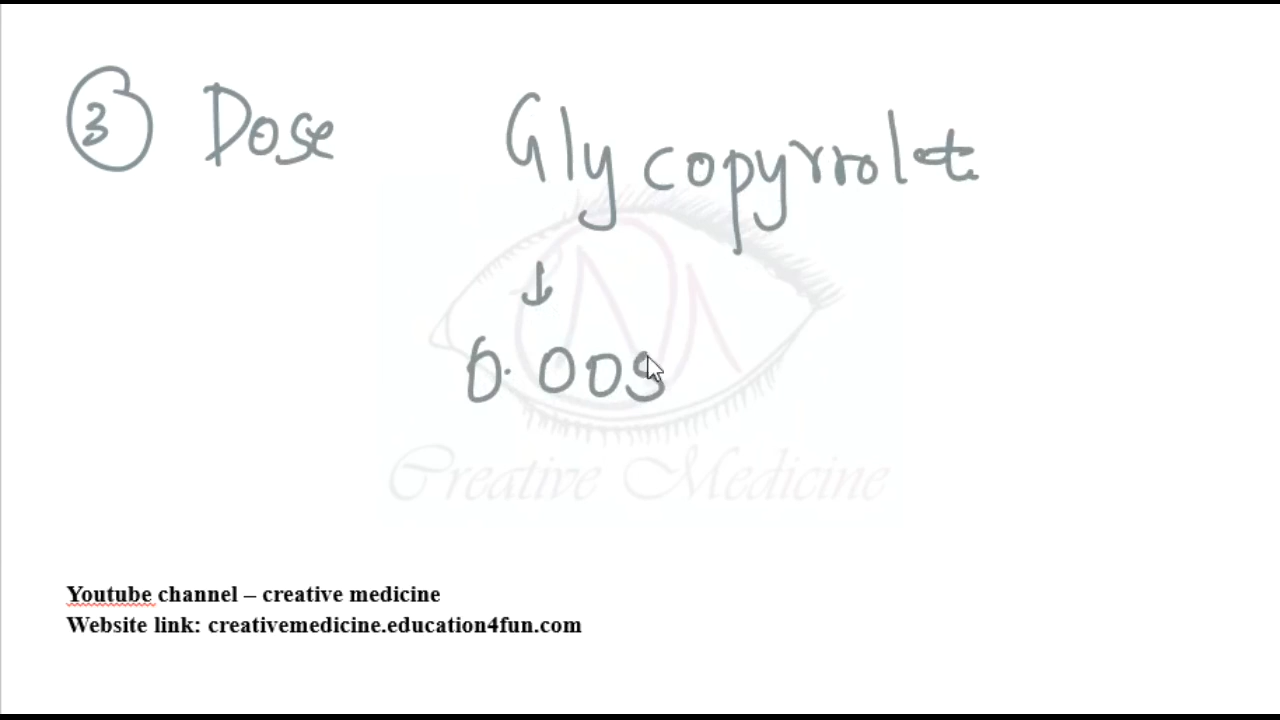 3 Dose Glycopyrrolate
0.005
Creative Medicine
Youtube channel – creative medicine
Website link: creativemedicine.education4fun.com